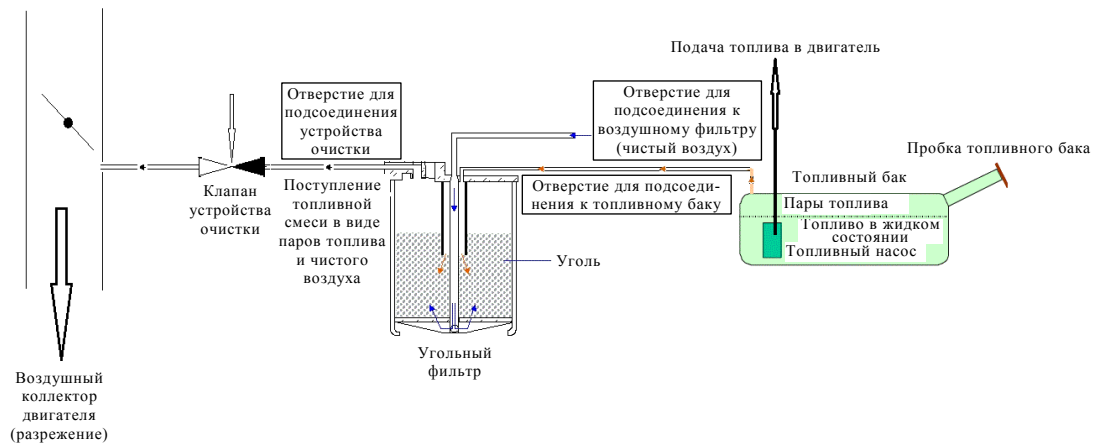 Подача топлива в двигатель
Отверстие для
подсоединения
устройства
очистки
Отверстие для
подсоединения к
воздушному фильтру
(чистый воздух)
Пробка топливного бака
Клапан
устройства
очистки
Поступление
топливной
смеси в виде
паров топлива
и чистого
воздуха
Отверстие для подсоеди-
нения к топливному баку
Топливный бак
Пары топлива
Топливо в жидком
состоянии
Топливный насос
Уголь
Угольный
фильтр
Воздушный
коллектор
двигателя
(разрежение)